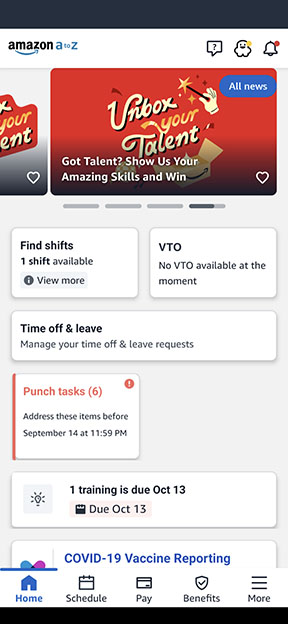 amazon a to z
All news
Unbox
your
Talent
your
Talent
Got Talent? Show Us Your
Amazing Skills and Win
Find shifts
1 shift available
View more
VTO
No VTO available at the
moment
Time off & leave
Manage your time off & leave requests
Punch tasks (6)
Address these items before
September 14 at 11:59 PM
1 training is due Oct 13
Due Oct 13
COVID-19 Vaccine Reporting
Home
Schedule
Pay
Benefits
More